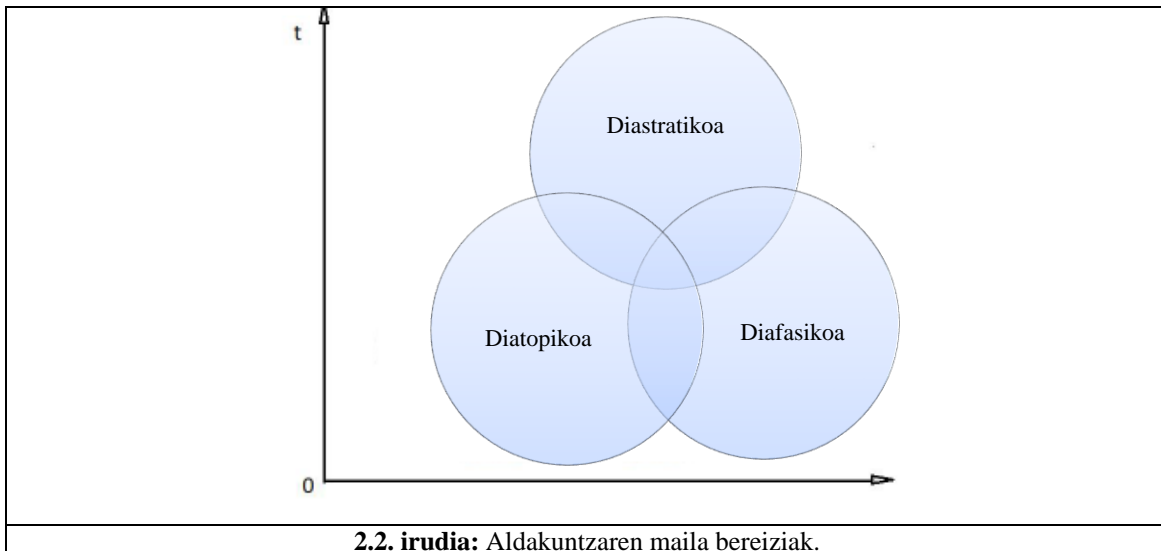 t
Diastratikoa
Diatopikoa
Diafasikoa
0
2.2. irudia: Aldakuntzaren maila bereiziak.